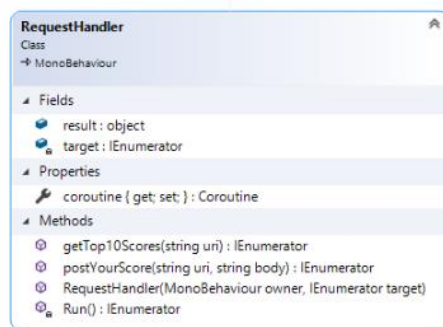 RequestHandler
Class
MonoBehaviour
Fields
result : object
target : IEnumerator
Properties
coroutine { get; set; } : Coroutine
Methods
getTop10Scores(string uri) : IEnumerator
postYourScore(string uri, string body) : IEnumerator
RequestHandler(MonoBehaviour owner, IEnumerator target)
Run() : IEnumerator